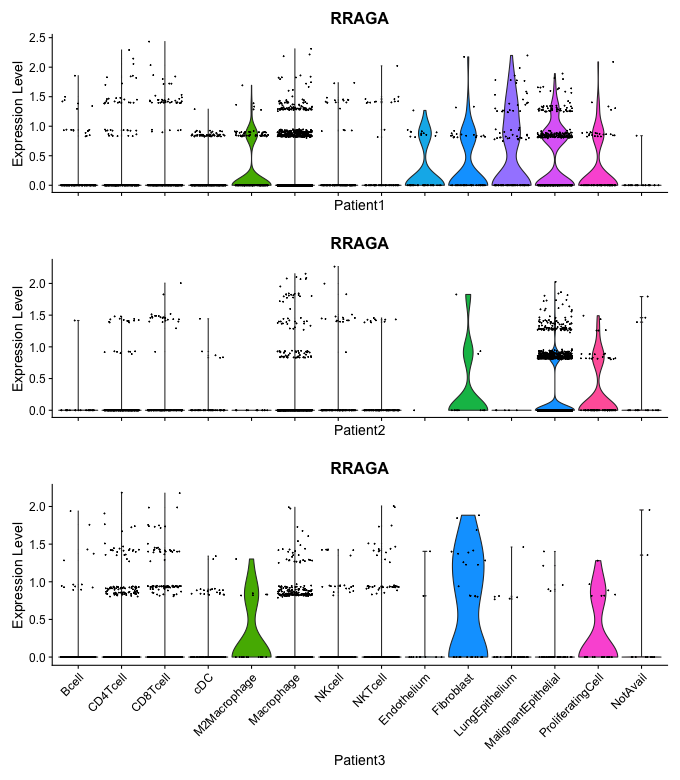 RRAGA
Expression Level
2.5
2.0
1.5
1.0
0.5
0.0
Patient1
RRAGA
Expression Level
2.0
1.5
1.0
0.5
0.0
Patient2
RRAGA
Expression Level
2.0
1.5
1.0
0.5
0.0
Bcell
CD4Tcell
CD8Tcell
cDC
M2Macrophage
Macrophage
NKcell
NKTcell
Endothelium
Fibroblast
LungEpithelium
MalignantEpithelial
ProliferatingCell
NotAvail
Patient3